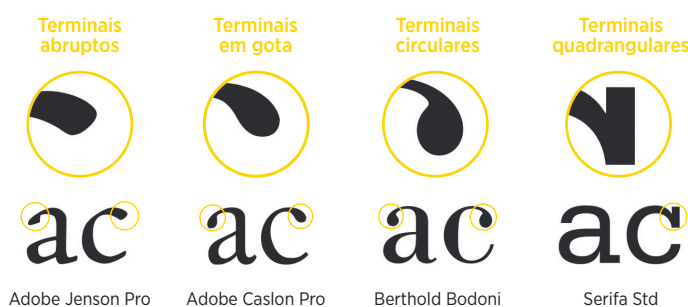 Terminais
abruptos
Terminais
em gota
Terminais
circulares
Terminais
quadrangulares
ac
ac
ac
ac
Adobe Jenson Pro
Adobe Caslon Pro
Berthold Bodoni
Serifa Std